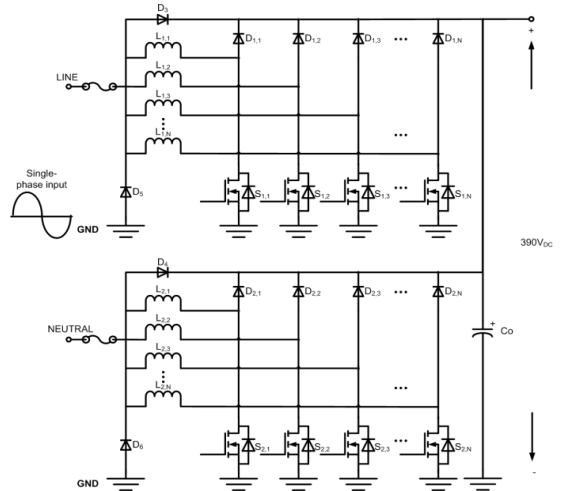 D3
L1,1
D1,1
D1,2
D1,3
...
D1,N
+
L1,2
LINE
L1,3
L1,N
...
Single-
phase input
D5
S1,1
S1,2
S1,3
...
S1,N
GND
390VDC
D4
L2,1
D2,1
D2,2
D2,3
...
D2,N
L2,2
NEUTRAL
+
Co
L2,3
L2,N
...
D6
S2,1
S2,2
S2,3
...
S2,N
-
GND